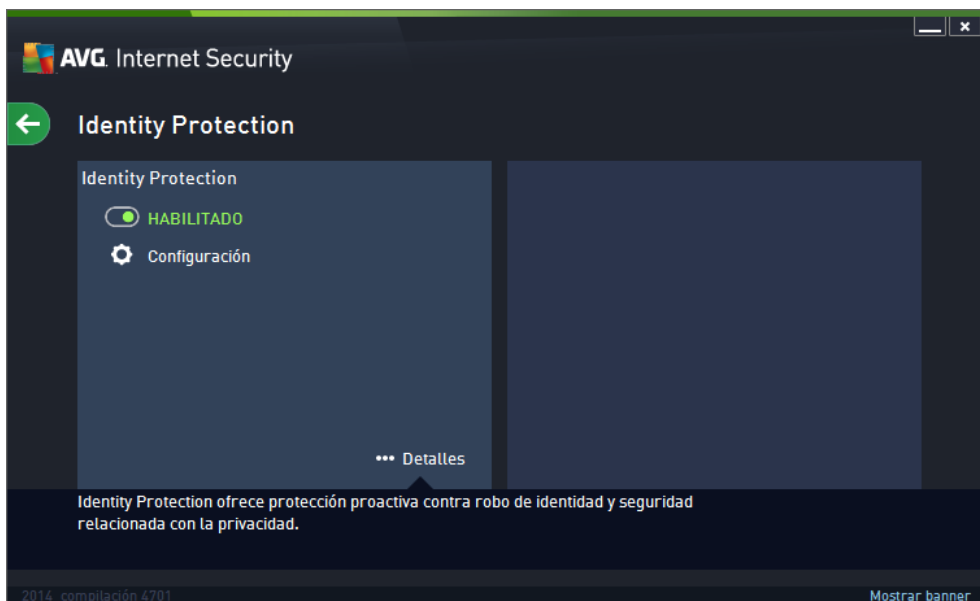 AVG. Internet Security
Identity Protection
Identity Protection
HABILITADO
Configuración
••• Detalles
Identity Protection ofrece protección proactiva contra robo de identidad y seguridad
relacionada con la privacidad.
2014 compilación 4701
Mostrar banner